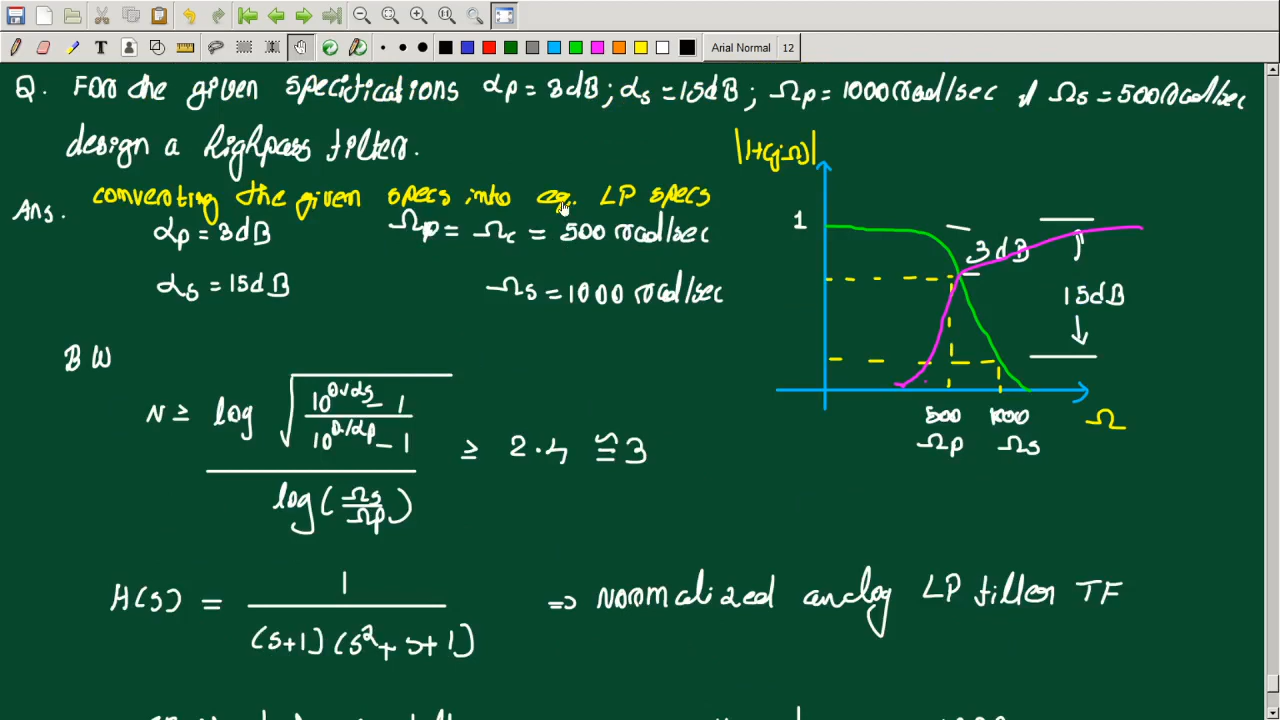 Arial Normal 12
Q. For the given specifications αp = 3dB; αs = 15dB; Ωp = 1000 rad/sec & Ωs = 500 rad/sec
design a highpass filter.
Ans. converting the given specs into eq. LP specs
αp = 3dB Ωp = Ωc = 500 rad/sec
αs = 15dB Ωs = 1000 rad/sec
|H(jΩ)|
1
3dB
15dB
500 1000 Ω
Ωp Ωs
BW
N ≥ log √((10^0.1αs - 1)/(10^0.1αp - 1)) / log(Ωs/Ωp) ≥ 2.4 ≅ 3
H(s) = 1/((s+1)(s²+s+1)) ⇒ Normalized analog LP filter TF